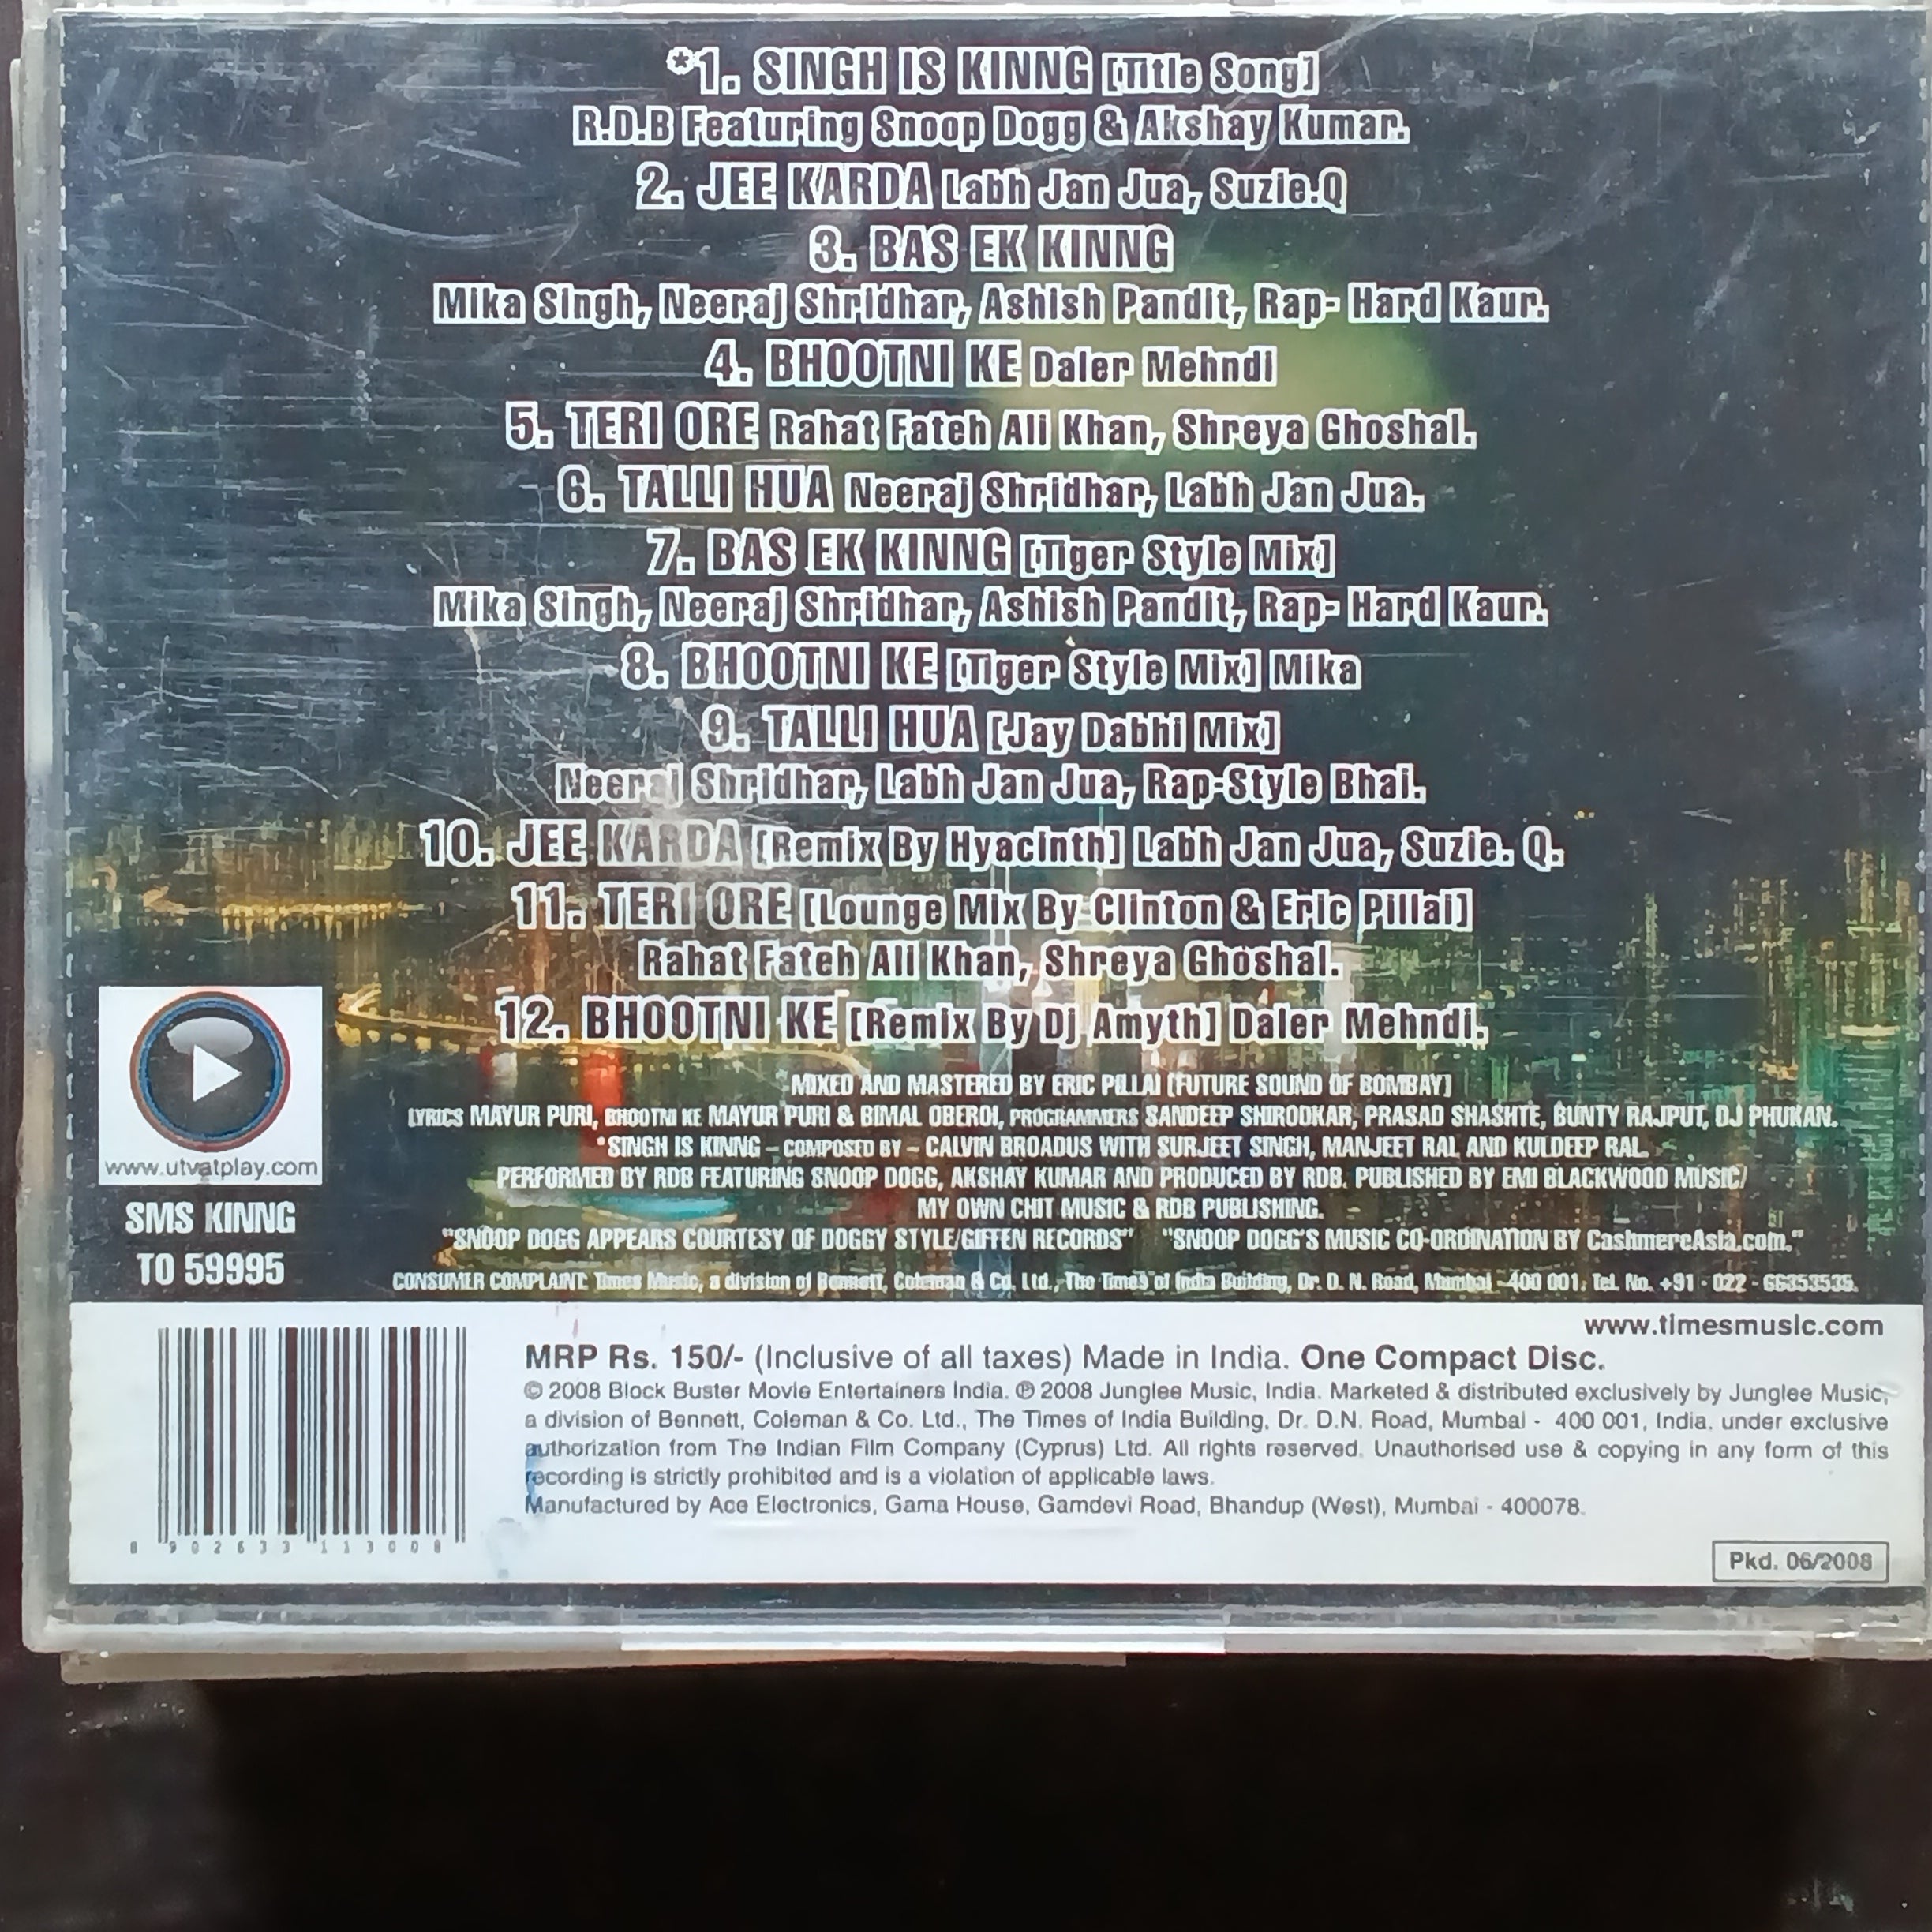 *1. SINGH IS KINNG [Title Song]
R.D.B Featuring Snoop Dogg & Akshay Kumar.
2. JEE KARDA Labh Jan Jua, Suzie.Q
3. BAS EK KINNG
Mika Singh, Neeraj Shridhar, Ashish Pandit, Rap- Hard Kaur.
4. BHOOTNI KE Daler Mehndi
5. TERI ORE Rahat Fateh Ali Khan, Shreya Ghoshal.
6. TALLI HUA Neeraj Shridhar, Labh Jan Jua.
7. BAS EK KINNG [Tiger Style Mix]
Mika Singh, Neeraj Shridhar, Ashish Pandit, Rap- Hard Kaur.
8. BHOOTNI KE [Tiger Style Mix] Mika
9. TALLI HUA [Jay Dabhi Mix]
Neeraj Shridhar, Labh Jan Jua, Rap-Style Bhai.
10. JEE KARDA [Remix By Hyacinth] Labh Jan Jua, Suzie. Q.
11. TERI ORE [Lounge Mix By Clinton & Eric Pillai]
Rahat Fateh Ali Khan, Shreya Ghoshal.
12. BHOOTNI KE [Remix By Dj Amyth] Daler Mehndi.
MIXED AND MASTERED BY ERIC PILLAI (FUTURE SOUND OF BOMBAY)
LYRICS MAYUR PURI, BHOOTNI KE MAYUR PURI & BIMAL OBEROI, PROGRAMMERS SANDEEP SHIRODKAR, PRASAD SHASHTE, BUNTY RAJPUT, DJ PHUKAN.
*SINGH IS KINNG – COMPOSED BY – CALVIN BROADUS WITH SURJEET SINGH, MANJEET RAL AND KULDEEP RAL.
PERFORMED BY RDB FEATURING SNOOP DOGG, AKSHAY KUMAR AND PRODUCED BY RDB. PUBLISHED BY EMI BLACKWOOD MUSIC/
MY OWN CHIT MUSIC & RDB PUBLISHING.
"SNOOP DOGG APPEARS COURTESY OF DOGGY STYLE/GIFFEN RECORDS" "SNOOP DOGG'S MUSIC CO-ORDINATION BY CashmereAsia.com."
CONSUMER COMPLAINT: Times Music, a division of Bennett, Coleman & Co. Ltd., The Times of India Building, Dr. D. N. Road, Mumbai - 400 001. Tel. No. +91 - 022 - 66353535.
www.utvatplay.com
SMS KINNG
TO 59995
www.timesmusic.com
MRP Rs. 150/- (Inclusive of all taxes) Made in India. One Compact Disc.
© 2008 Block Buster Movie Entertainers India. ℗ 2008 Junglee Music, India. Marketed & distributed exclusively by Junglee Music,
a division of Bennett, Coleman & Co. Ltd., The Times of India Building, Dr. D.N. Road, Mumbai - 400 001, India, under exclusive
authorization from The Indian Film Company (Cyprus) Ltd. All rights reserved. Unauthorised use & copying in any form of this
recording is strictly prohibited and is a violation of applicable laws.
Manufactured by Ace Electronics, Gama House, Gamdevi Road, Bhandup (West), Mumbai - 400078.
8 902633 113008
Pkd. 06/2008